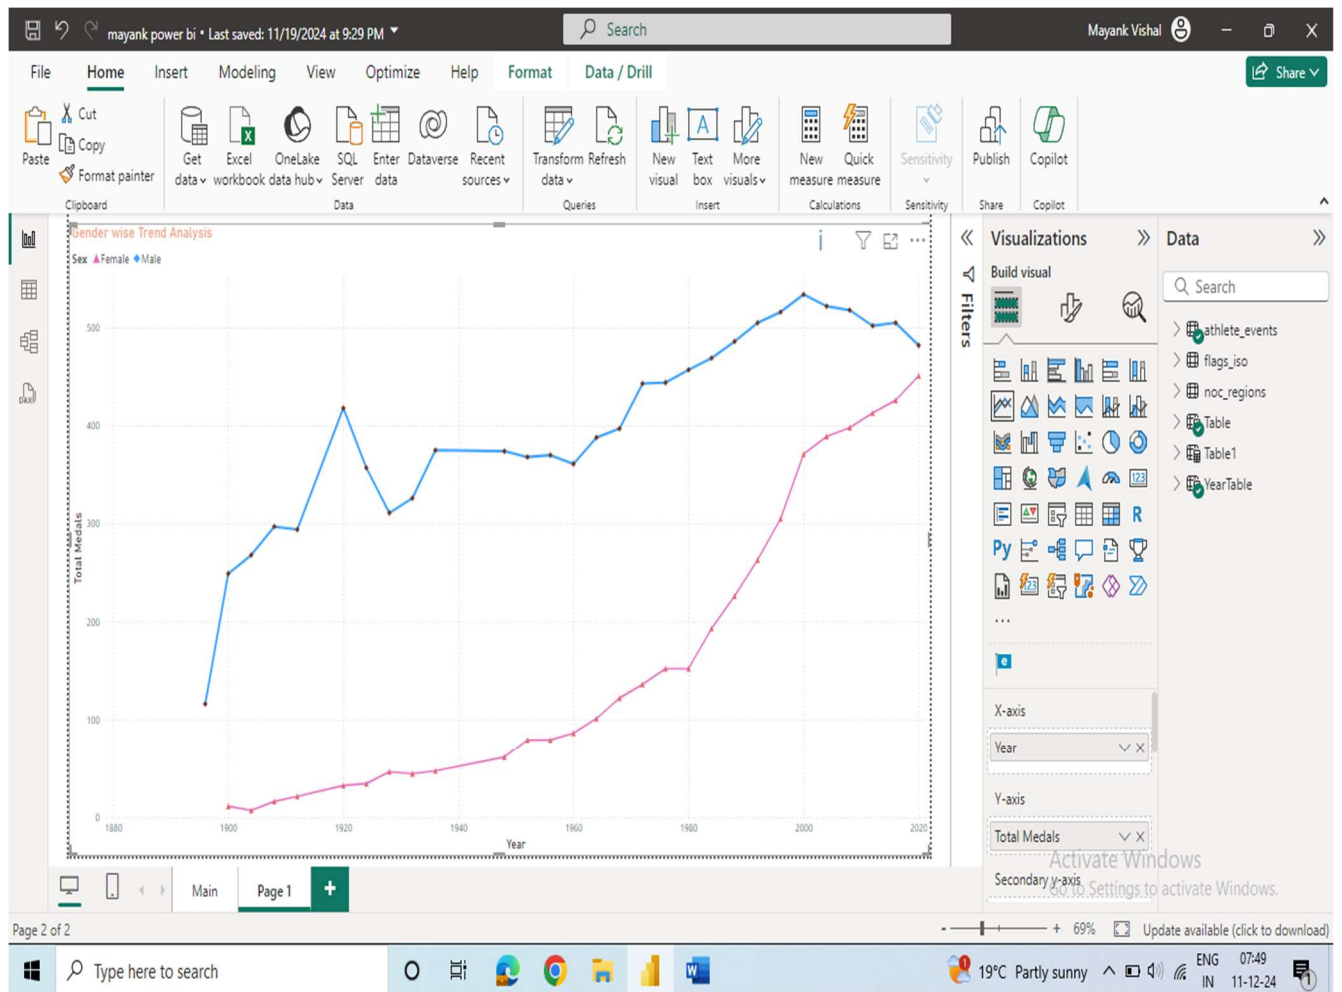 mayank power bi • Last saved: 11/19/2024 at 9:29 PM
Search
Mayank Vishal
File Home Insert Modeling View Optimize Help Format Data / Drill
Share
Paste
Cut
Copy
Format painter
Get data
Excel workbook
OneLake data hub
SQL Server
Enter data
Dataverse
Recent sources
Transform data
Refresh
New visual
Text box
More visuals
New measure
Quick measure
Sensitivity
Publish
Copilot
Clipboard Data Queries Insert Calculations Sensitivity Share Copilot
Gender wise Trend Analysis
Sex Female Male
Total Medals
500
400
300
200
100
0
1880 1900 1920 1940 1960 1980 2000 2020
Year
Filters
Visualizations
Build visual
123
R
Py
123
...
e
X-axis
Year
Y-axis
Total Medals
Secondary y-axis
Data
Search
athlete_events
flags_iso
noc_regions
Table
Table1
YearTable
Activate Windows
Go to Settings to activate Windows.
DAX
Main Page 1 +
Page 2 of 2
- + 69% Update available (click to download)
Type here to search
W
1
19°C Partly sunny
ENG
IN
07:49
11-12-24
1